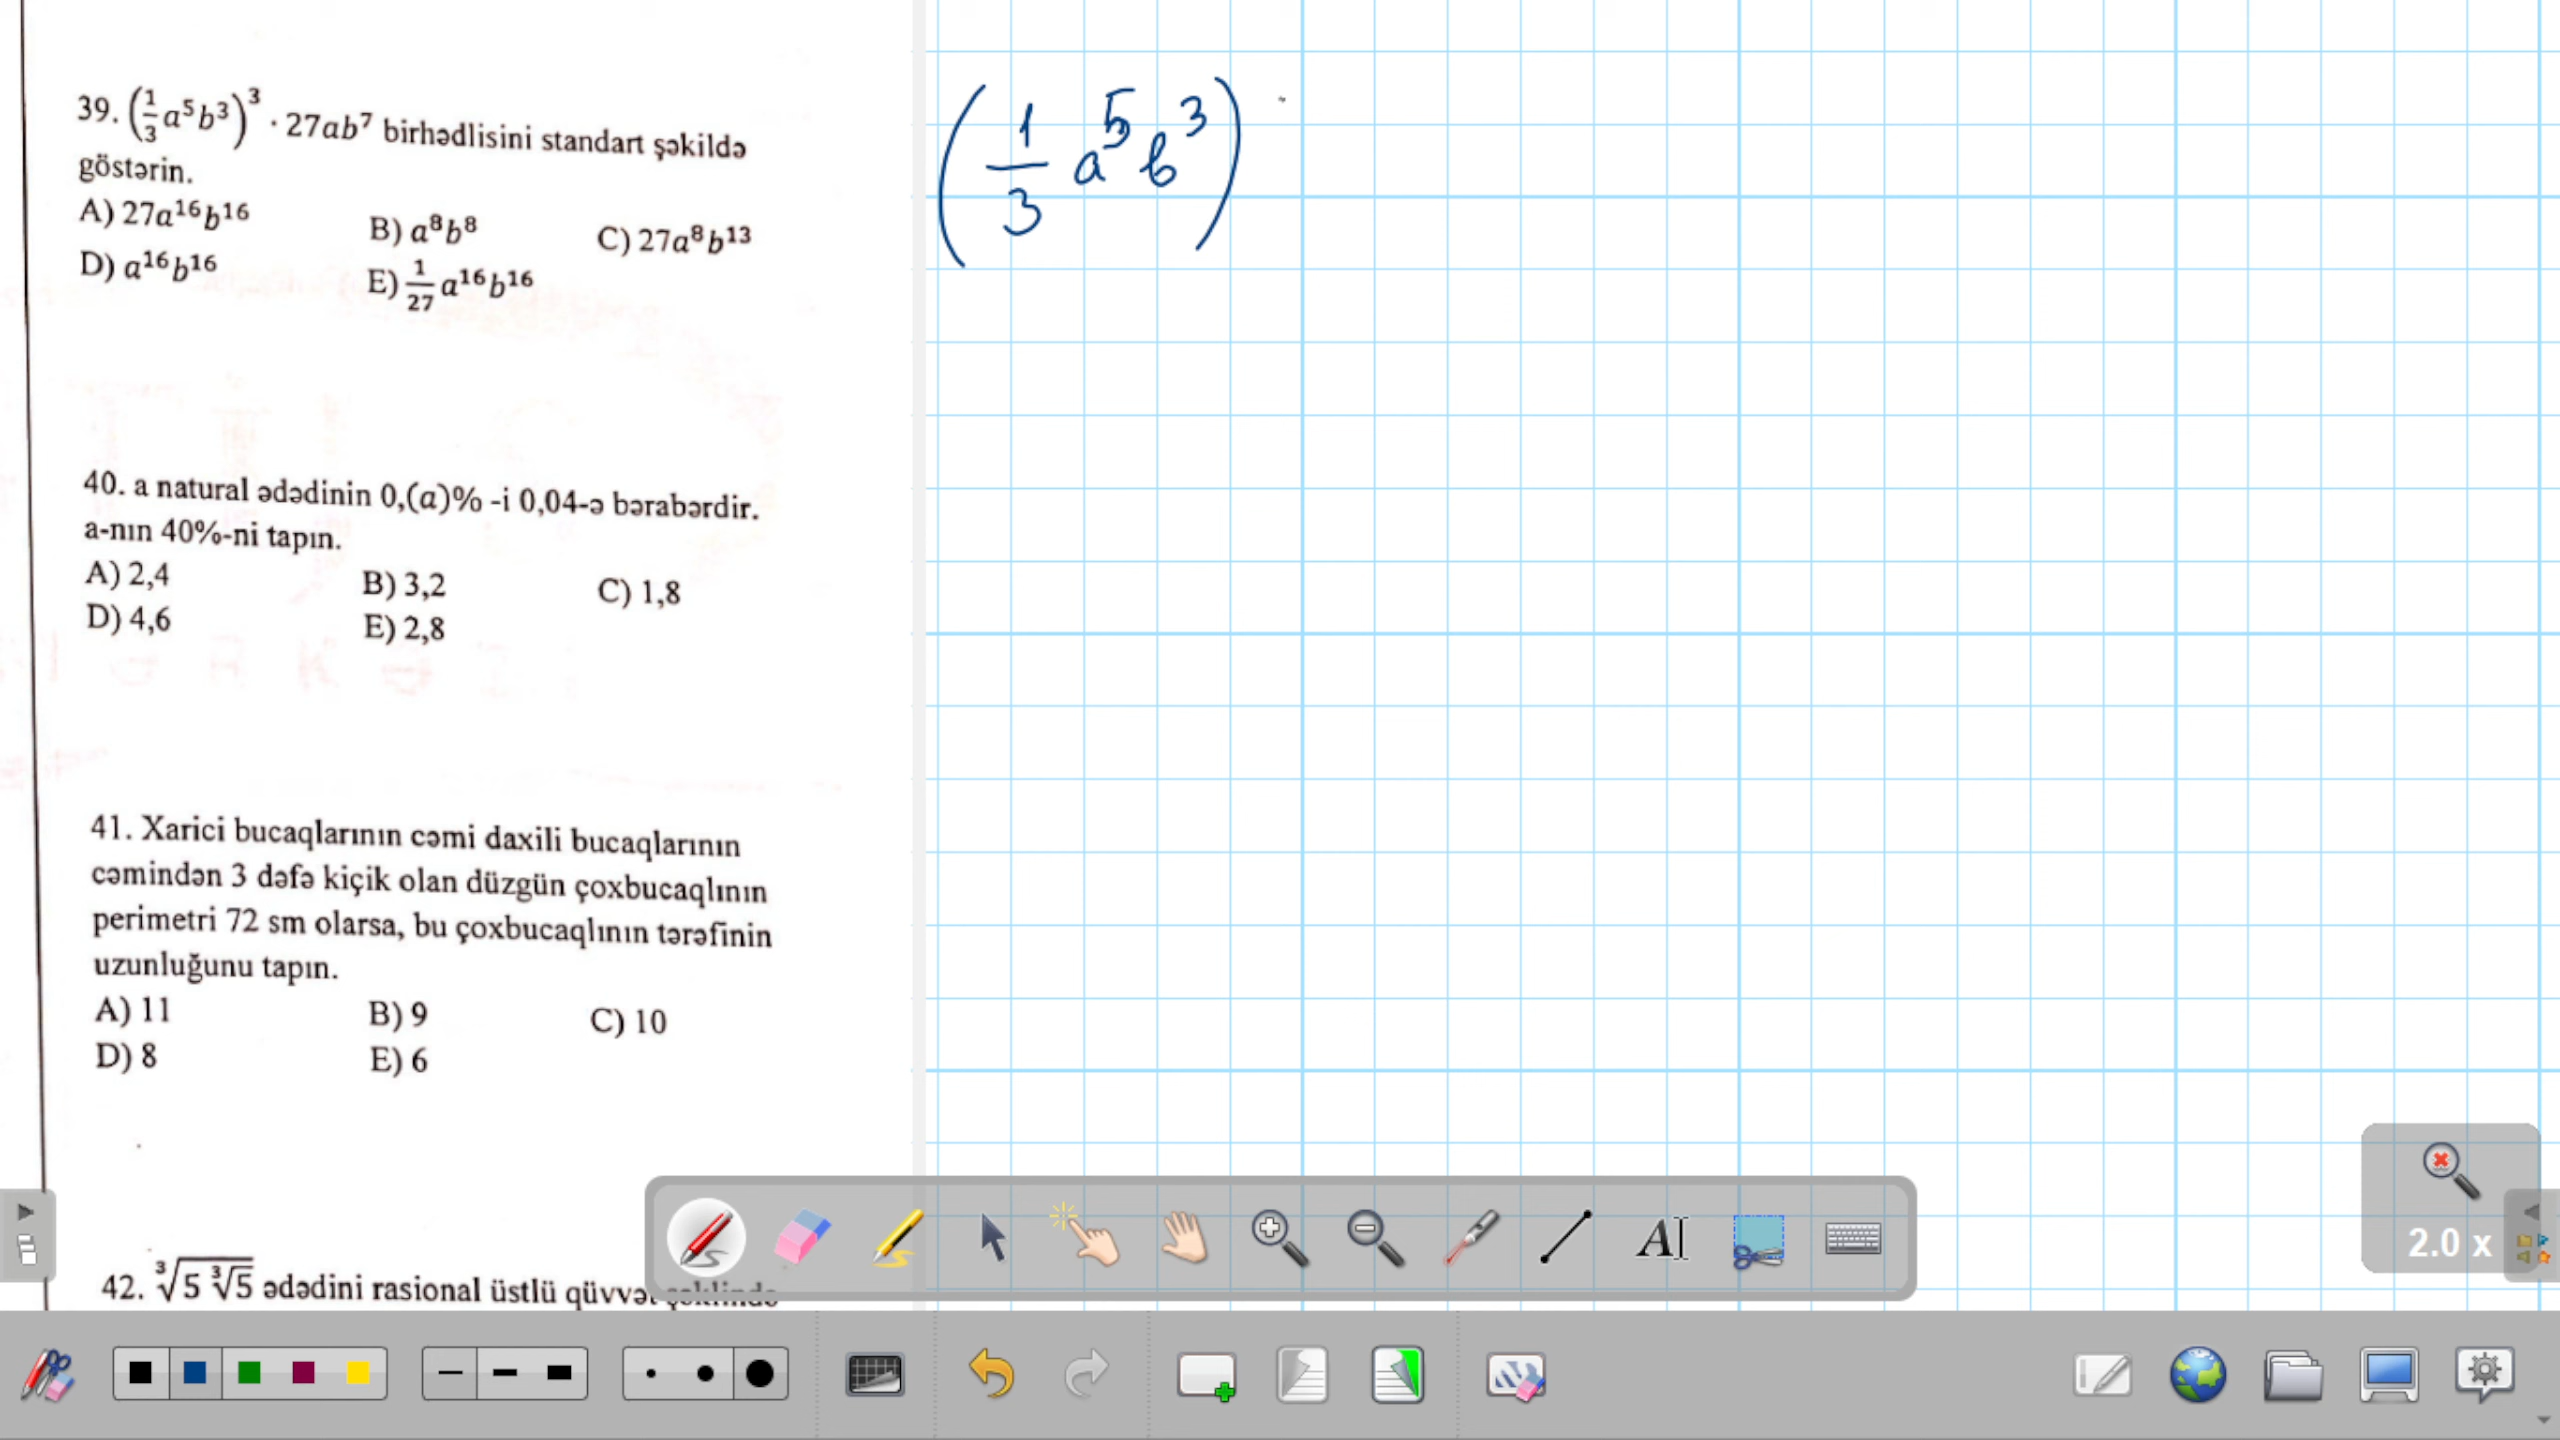 39. (1/3 a⁵b³)³ · 27ab⁷ birhədlisini standart şəkildə
göstərin.
A) 27a¹⁶b¹⁶ B) a⁸b⁸ C) 27a⁸b¹³
D) a¹⁶b¹⁶ E) 1/27 a¹⁶b¹⁶
40. a natural ədədinin 0,(a)% -i 0,04-ə bərabərdir.
a-nın 40%-ni tapın.
A) 2,4 B) 3,2 C) 1,8
D) 4,6 E) 2,8
41. Xarici bucaqlarının cəmi daxili bucaqlarının
cəmindən 3 dəfə kiçik olan düzgün çoxbucaqlının
perimetri 72 sm olarsa, bu çoxbucaqlının tərəfinin
uzunluğunu tapın.
A) 11 B) 9 C) 10
D) 8 E) 6
42. ∛(5 ∛5) ədədini rasional üstlü qüvvət şəklində
(1/3 a⁵ b³)
2.0 x